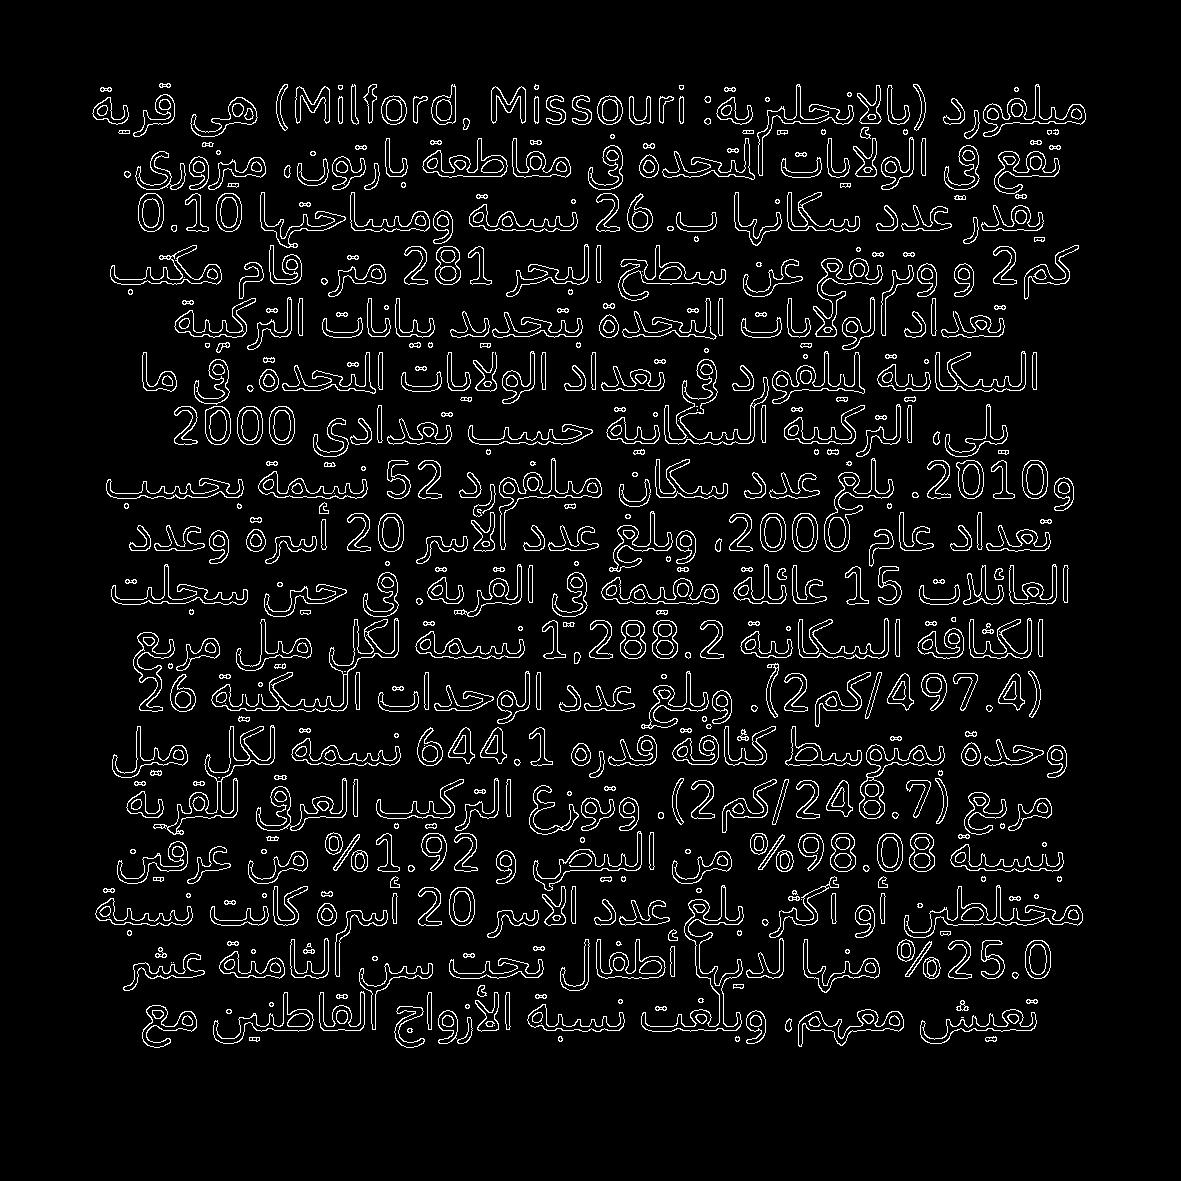 ميلفورد (بالإنجليزية: Milford, Missouri) هي قرية
تقع في الولايات المتحدة في مقاطعة بارتون، ميزوري.
يقدر عدد سكانها ب. 26 نسمة ومساحتها 0.10
كم2 و وترتفع عن سطح البحر 281 متر. قام مكتب
تعداد الولايات المتحدة بتحديد بيانات التركيبة
السكانية لميلفورد في تعداد الولايات المتحدة. في ما
يلي، التركيبة السكانية حسب تعدادي 2000
و2010. بلغ عدد سكان ميلفورد 52 نسمة بحسب
تعداد عام 2000، وبلغ عدد الأسر 20 أسرة وعدد
العائلات 15 عائلة مقيمة في القرية. في حين سجلت
الكثافة السكانية 1,288.2 نسمة لكل ميل مربع
(497.4/كم2). وبلغ عدد الوحدات السكنية 26
وحدة بمتوسط كثافة قدره 644.1 نسمة لكل ميل
مربع (248.7/كم2). وتوزع التركيب العرقي للقرية
بنسبة 98.08% من البيض و 1.92% من عرقين
مختلطين أو أكثر. بلغ عدد الأسر 20 أسرة كانت نسبة
25.0% منها لديها أطفال تحت سن الثامنة عشر
تعيش معهم، وبلغت نسبة الأزواج القاطنين مع